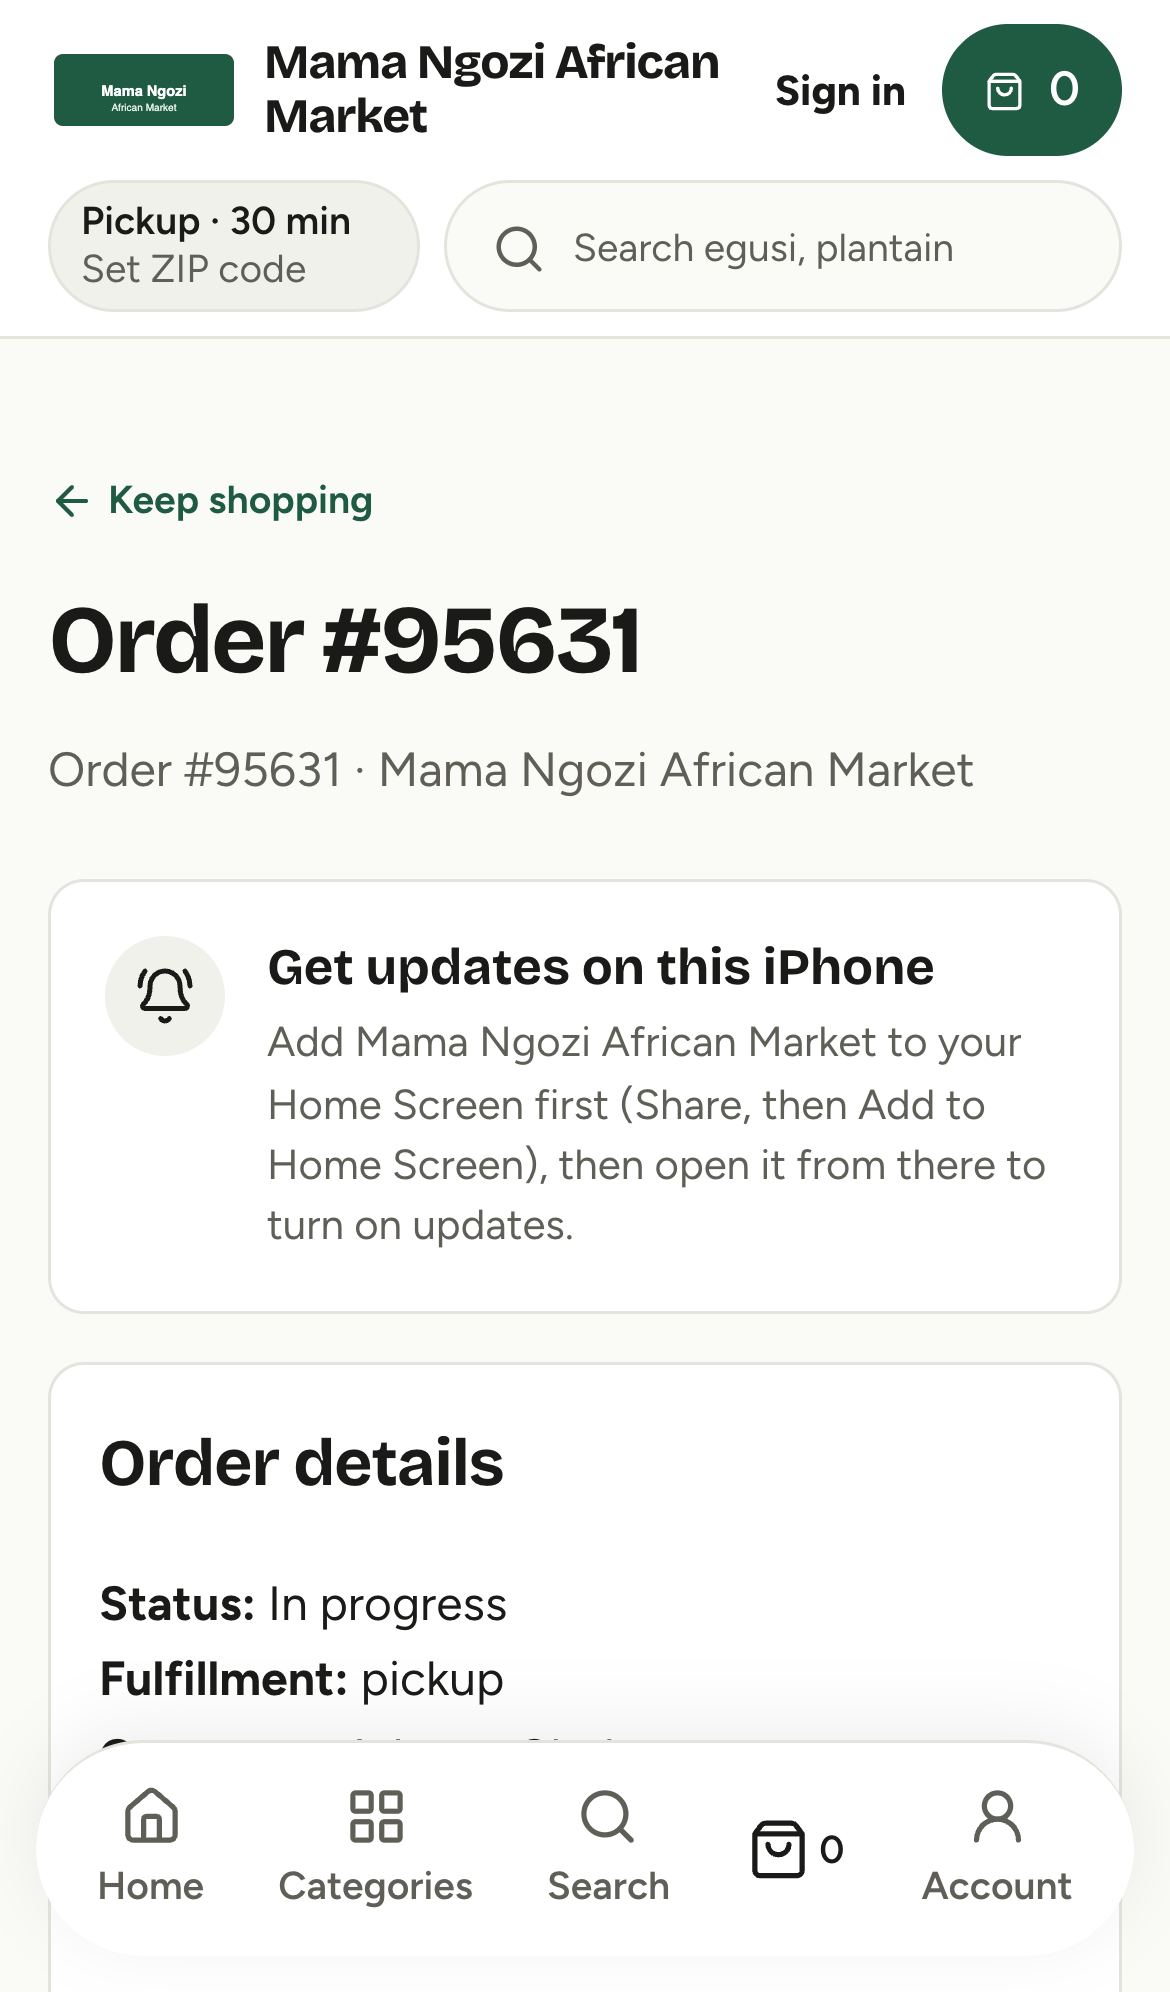 Mama Ngozi
African Market
Mama Ngozi African
Market
Sign in
0
Pickup · 30 min
Set ZIP code
Search egusi, plantain
Keep shopping
Order #95631
Order #95631 · Mama Ngozi African Market
Get updates on this iPhone
Add Mama Ngozi African Market to your
Home Screen first (Share, then Add to
Home Screen), then open it from there to
turn on updates.
Order details
Status: In progress
Fulfillment: pickup
Home
Categories
Search
0
Account